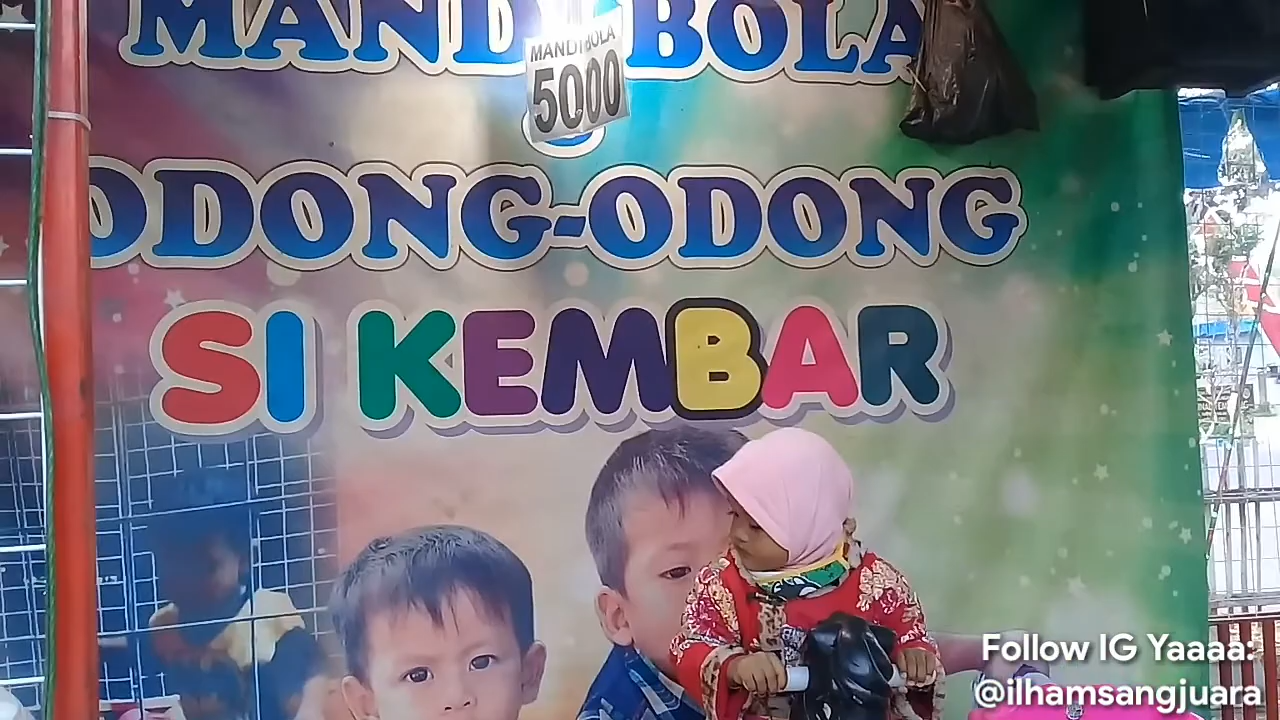 MANDI BOLA
MANDI BOLA
5000
&
ODONG-ODONG
SI KEMBAR
Follow IG Yaaaa:
@ilhamsangjuara